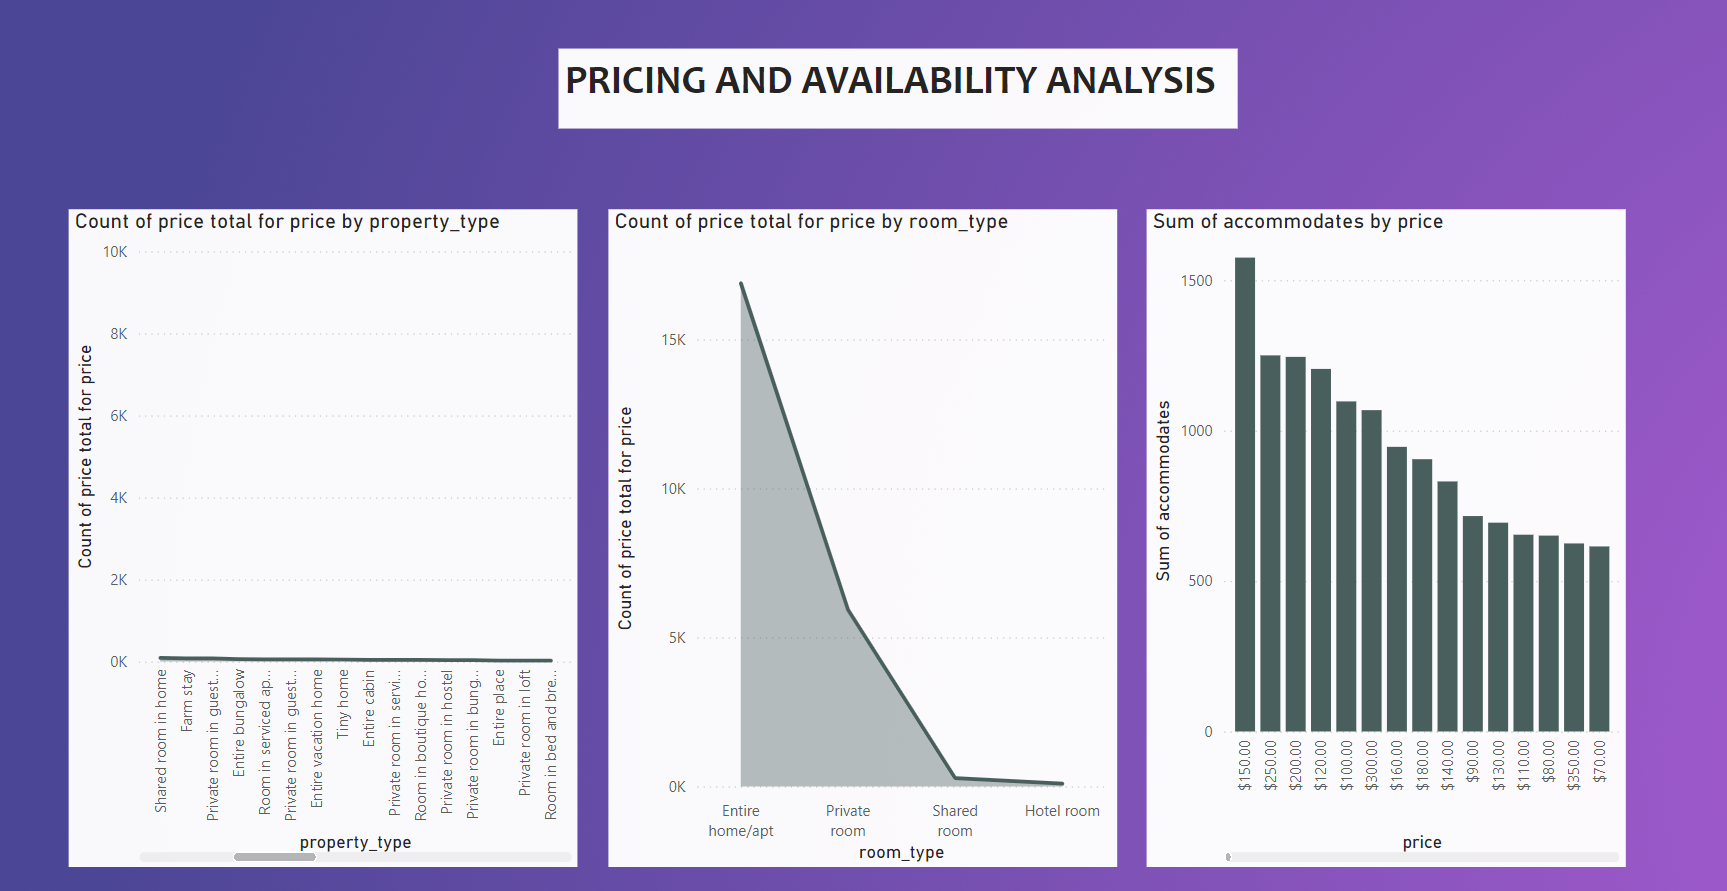 PRICING AND AVAILABILITY ANALYSIS
Count of price total for price by property_type
10K
8K
6K
4K
2K
0K
Count of price total for price
Shared room in home
Farm stay
Private room in guest...
Entire bungalow
Room in serviced ap...
Private room in guest...
Entire vacation home
Tiny home
Entire cabin
Private room in servi...
Room in boutique ho...
Private room in hostel
Private room in bung...
Entire place
Private room in loft
Room in bed and bre...
property_type
Count of price total for price by room_type
15K
10K
5K
0K
Count of price total for price
Entire
home/apt
Private
room
Shared
room
Hotel room
room_type
Sum of accommodates by price
1500
1000
500
0
Sum of accommodates
$150.00
$250.00
$200.00
$120.00
$100.00
$300.00
$160.00
$180.00
$140.00
$90.00
$130.00
$110.00
$80.00
$350.00
$70.00
price